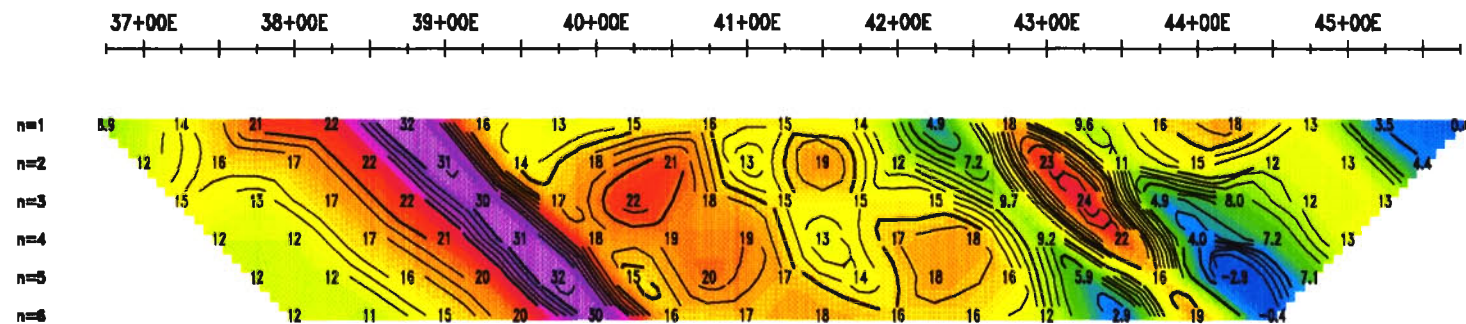 37+00E 38+00E 39+00E 40+00E 41+00E 42+00E 43+00E 44+00E 45+00E
n=1 8.9 14 21 22 32 16 13 15 16 15 14 4.9 18 9.6 16 18 13 3.5
n=2 12 16 17 22 31 14 18 21 13 19 12 7.2 23 11 15 12 13 4.4
n=3 15 13 17 22 30 17 22 18 15 15 15 9.7 24 4.9 8.0 12 13
n=4 12 12 17 21 31 18 19 19 13 17 18 9.2 22 4.0 7.2 13
n=5 12 12 16 20 32 15 20 17 14 18 16 5.9 16 -2.9 7.1
n=6 12 11 15 20 30 16 17 18 16 16 12 2.9 19 -0.4